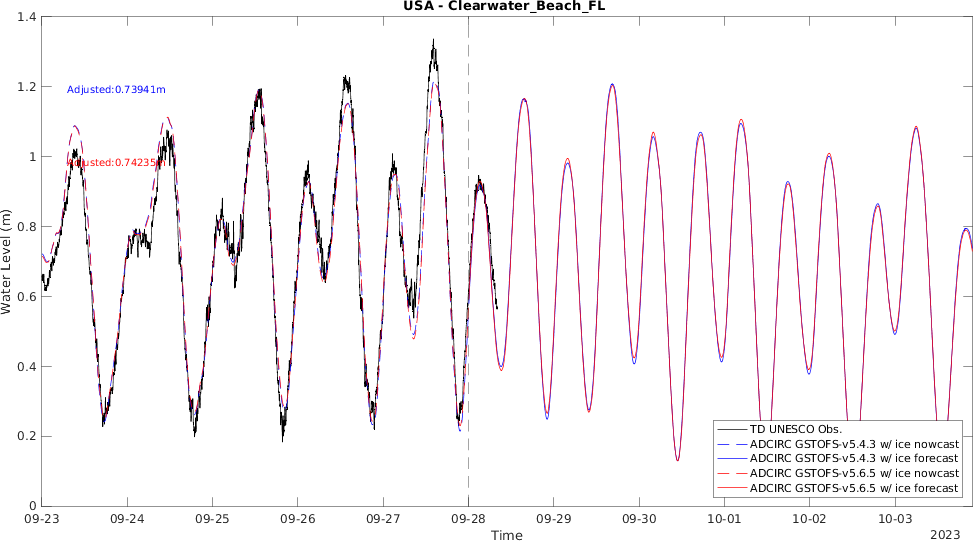 USA - Clearwater_Beach_FL
1.4
1.2
1
0.8
0.6
0.4
0.2
0
Water Level (m)
Adjusted:0.73941m
Adjusted:0.74235m
TD UNESCO Obs.
ADCIRC GSTOFS-v5.4.3 w/ ice nowcast
ADCIRC GSTOFS-v5.4.3 w/ ice forecast
ADCIRC GSTOFS-v5.6.5 w/ ice nowcast
ADCIRC GSTOFS-v5.6.5 w/ ice forecast
09-23 09-24 09-25 09-26 09-27 09-28 09-29 09-30 10-01 10-02 10-03
Time
2023